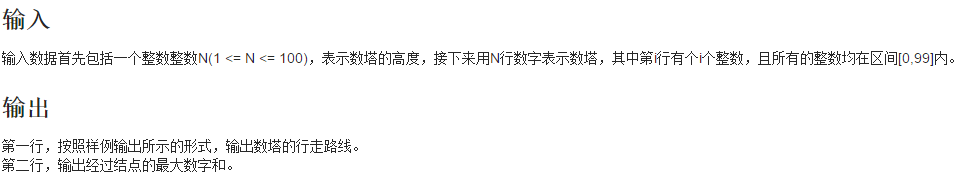 输入
输入数据首先包括一个整数整数N(1 <= N <= 100)，表示数塔的高度，接下来用N行数字表示数塔，其中第i行有个i个整数，且所有的整数均在区间[0,99]内。
输出
第一行，按照样例输出所示的形式，输出数塔的行走路线。
第二行，输出经过结点的最大数字和。